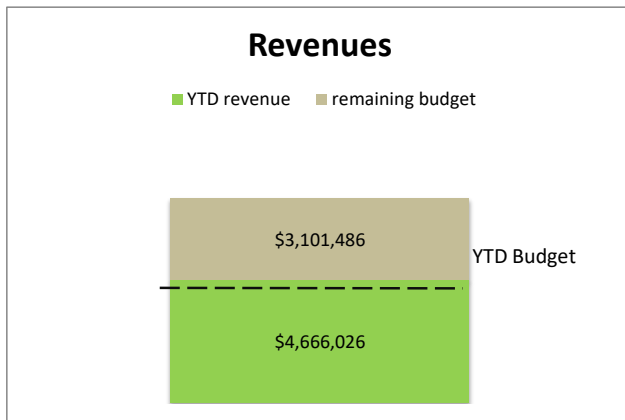 Revenues
YTD revenue remaining budget
$3,101,486
YTD Budget
$4,666,026